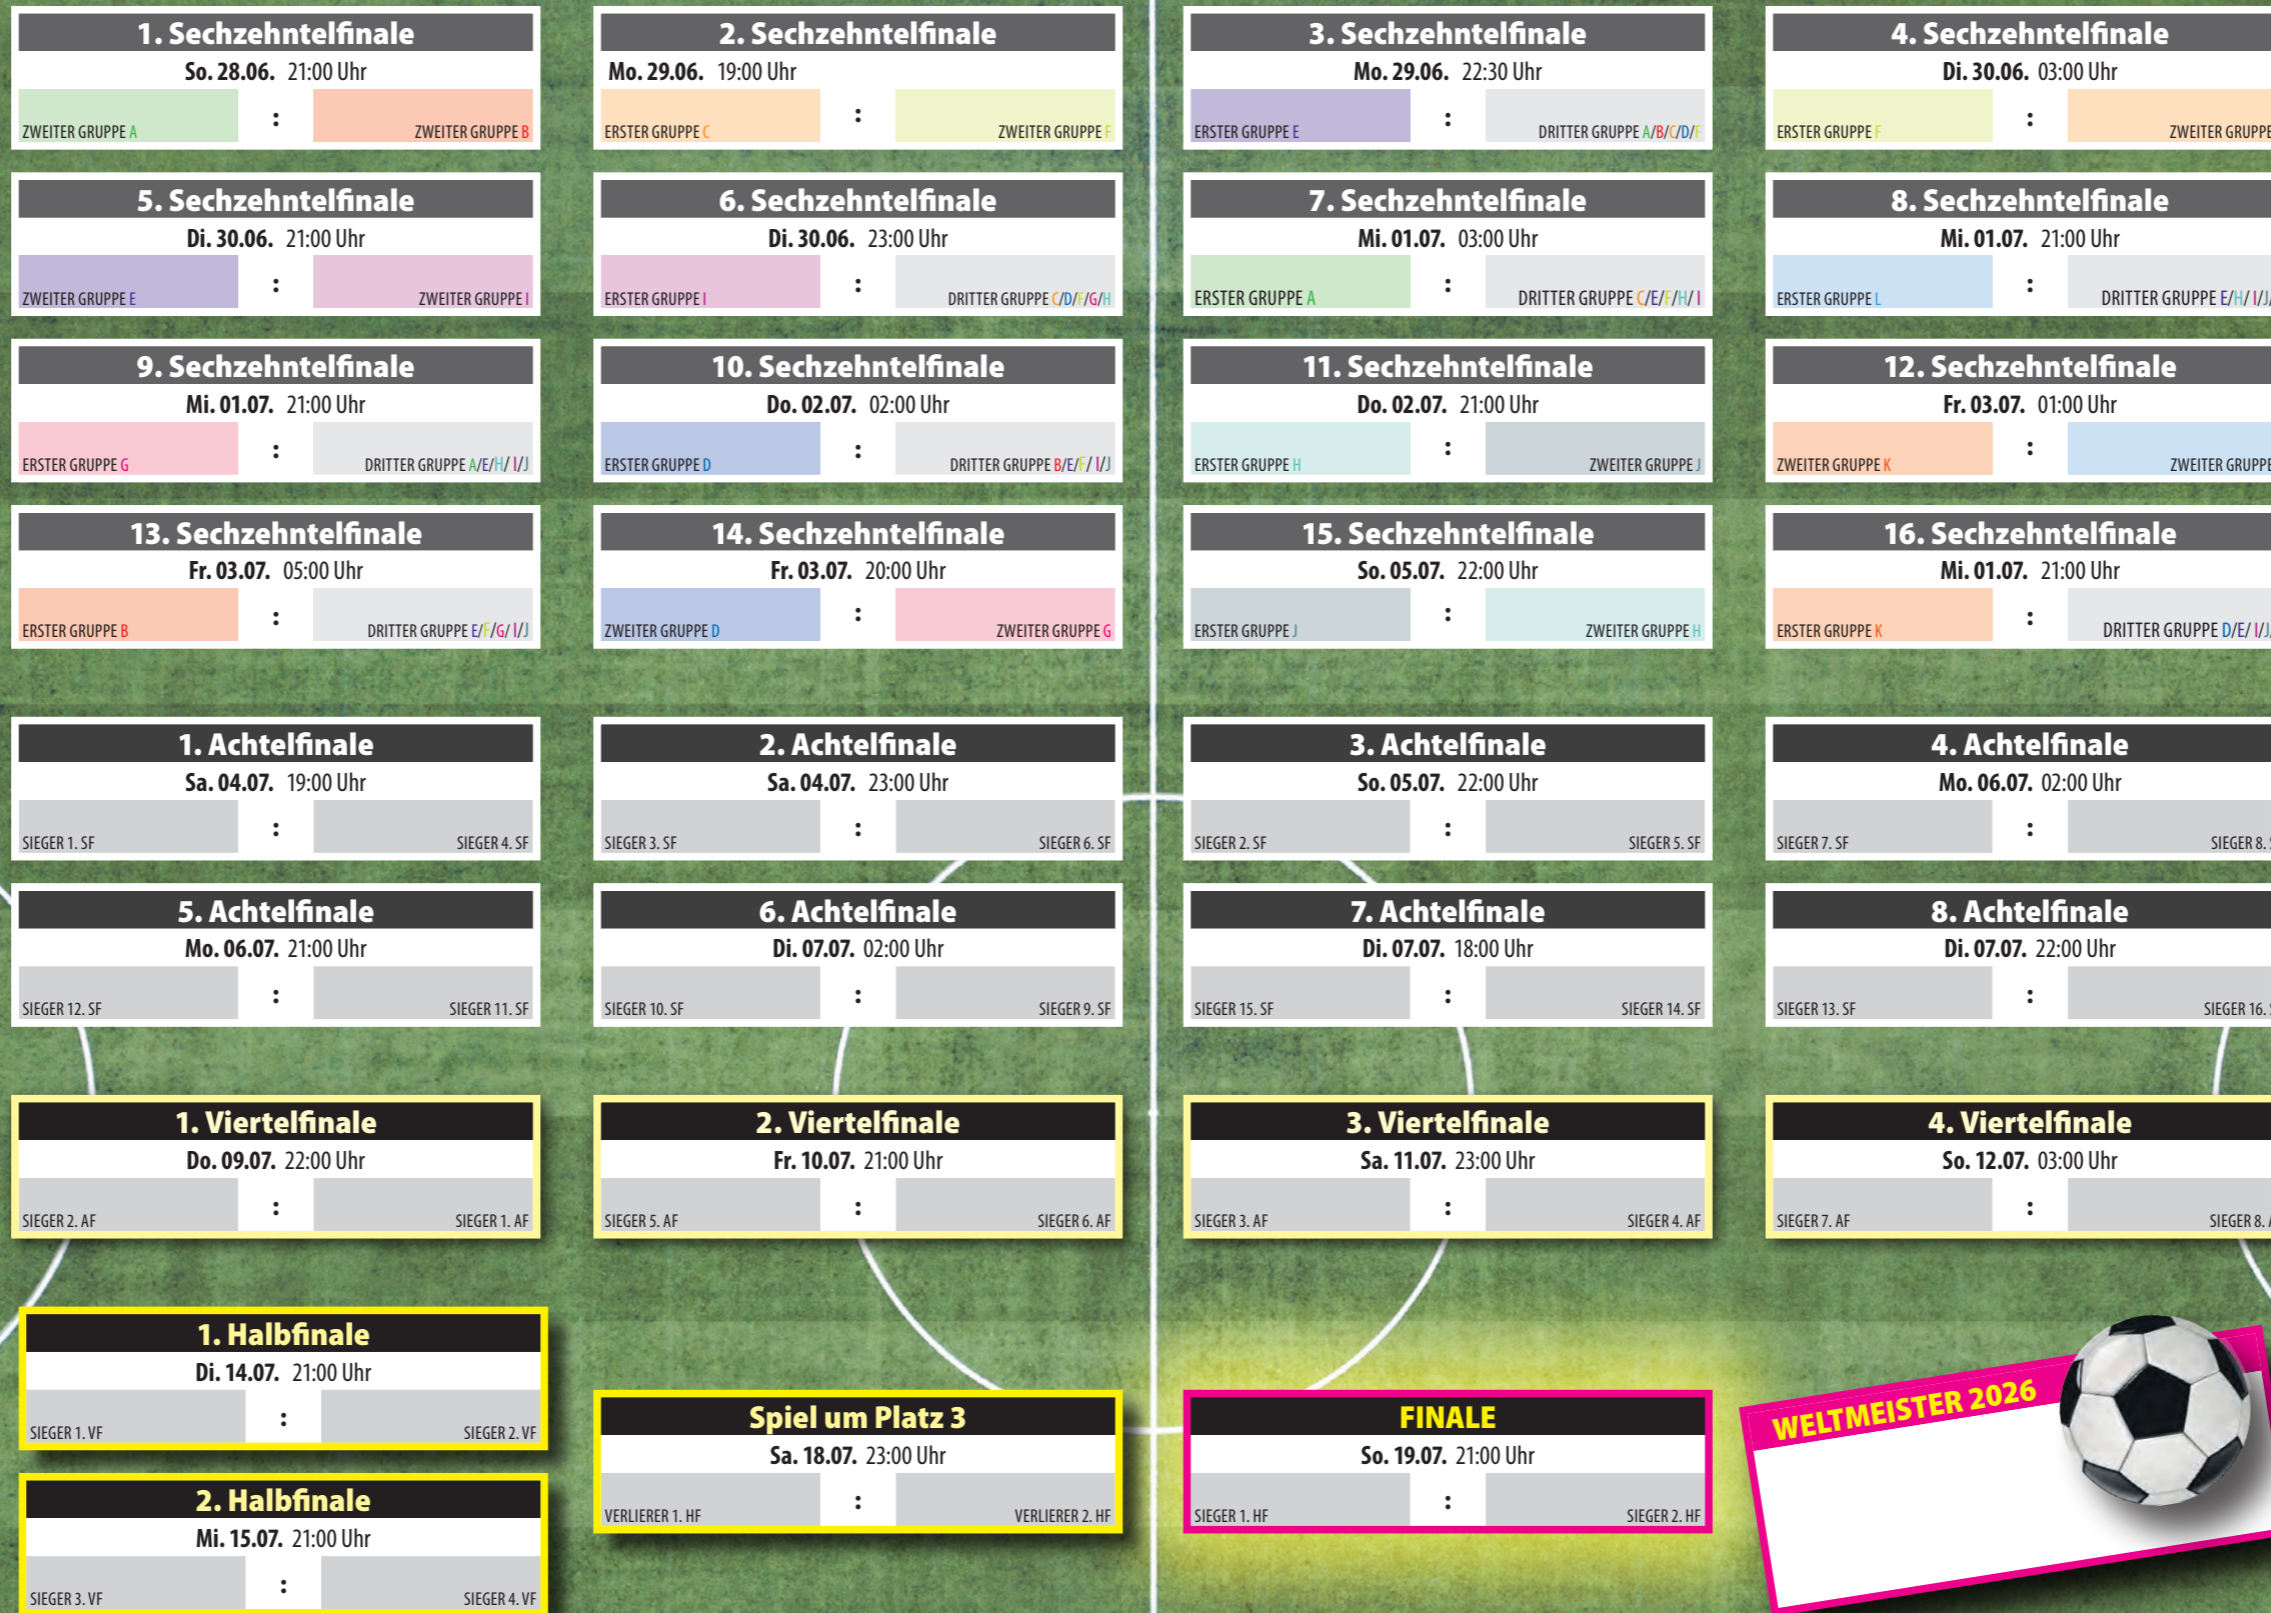 1. Sechzehntelfinale
So. 28.06. 21:00 Uhr
ZWEITER GRUPPE A : ZWEITER GRUPPE B
2. Sechzehntelfinale
Mo. 29.06. 19:00 Uhr
ERSTER GRUPPE C : ZWEITER GRUPPE F
3. Sechzehntelfinale
Mo. 29.06. 22:30 Uhr
ERSTER GRUPPE E : DRITTER GRUPPE A/B/C/D/F
4. Sechzehntelfinale
Di. 30.06. 03:00 Uhr
ERSTER GRUPPE F : ZWEITER GRUPPE
5. Sechzehntelfinale
Di. 30.06. 21:00 Uhr
ZWEITER GRUPPE E : ZWEITER GRUPPE I
6. Sechzehntelfinale
Di. 30.06. 23:00 Uhr
ERSTER GRUPPE I : DRITTER GRUPPE C/D/F/G/H
7. Sechzehntelfinale
Mi. 01.07. 03:00 Uhr
ERSTER GRUPPE A : DRITTER GRUPPE C/E/F/H/ I
8. Sechzehntelfinale
Mi. 01.07. 21:00 Uhr
ERSTER GRUPPE L : DRITTER GRUPPE E/H/ I/J/
9. Sechzehntelfinale
Mi. 01.07. 21:00 Uhr
ERSTER GRUPPE G : DRITTER GRUPPE A/E/H/ I/J
10. Sechzehntelfinale
Do. 02.07. 02:00 Uhr
ERSTER GRUPPE D : DRITTER GRUPPE B/E/F/ I/J
11. Sechzehntelfinale
Do. 02.07. 21:00 Uhr
ERSTER GRUPPE H : ZWEITER GRUPPE J
12. Sechzehntelfinale
Fr. 03.07. 01:00 Uhr
ZWEITER GRUPPE K : ZWEITER GRUPPE
13. Sechzehntelfinale
Fr. 03.07. 05:00 Uhr
ERSTER GRUPPE B : DRITTER GRUPPE E/F/G/ I/J
14. Sechzehntelfinale
Fr. 03.07. 20:00 Uhr
ZWEITER GRUPPE D : ZWEITER GRUPPE G
15. Sechzehntelfinale
So. 05.07. 22:00 Uhr
ERSTER GRUPPE J : ZWEITER GRUPPE H
16. Sechzehntelfinale
Mi. 01.07. 21:00 Uhr
ERSTER GRUPPE K : DRITTER GRUPPE D/E/ I/J/
1. Achtelfinale
Sa. 04.07. 19:00 Uhr
SIEGER 1. SF : SIEGER 4. SF
2. Achtelfinale
Sa. 04.07. 23:00 Uhr
SIEGER 3. SF : SIEGER 6. SF
3. Achtelfinale
So. 05.07. 22:00 Uhr
SIEGER 2. SF : SIEGER 5. SF
4. Achtelfinale
Mo. 06.07. 02:00 Uhr
SIEGER 7. SF : SIEGER 8.
5. Achtelfinale
Mo. 06.07. 21:00 Uhr
SIEGER 12. SF : SIEGER 11. SF
6. Achtelfinale
Di. 07.07. 02:00 Uhr
SIEGER 10. SF : SIEGER 9. SF
7. Achtelfinale
Di. 07.07. 18:00 Uhr
SIEGER 15. SF : SIEGER 14. SF
8. Achtelfinale
Di. 07.07. 22:00 Uhr
SIEGER 13. SF : SIEGER 16.
1. Viertelfinale
Do. 09.07. 22:00 Uhr
SIEGER 2. AF : SIEGER 1. AF
2. Viertelfinale
Fr. 10.07. 21:00 Uhr
SIEGER 5. AF : SIEGER 6. AF
3. Viertelfinale
Sa. 11.07. 23:00 Uhr
SIEGER 3. AF : SIEGER 4. AF
4. Viertelfinale
So. 12.07. 03:00 Uhr
SIEGER 7. AF : SIEGER 8.
1. Halbfinale
Di. 14.07. 21:00 Uhr
SIEGER 1. VF : SIEGER 2. VF
2. Halbfinale
Mi. 15.07. 21:00 Uhr
SIEGER 3. VF : SIEGER 4. VF
Spiel um Platz 3
Sa. 18.07. 23:00 Uhr
VERLIERER 1. HF : VERLIERER 2. HF
FINALE
So. 19.07. 21:00 Uhr
SIEGER 1. HF : SIEGER 2. HF
WELTMEISTER 2026